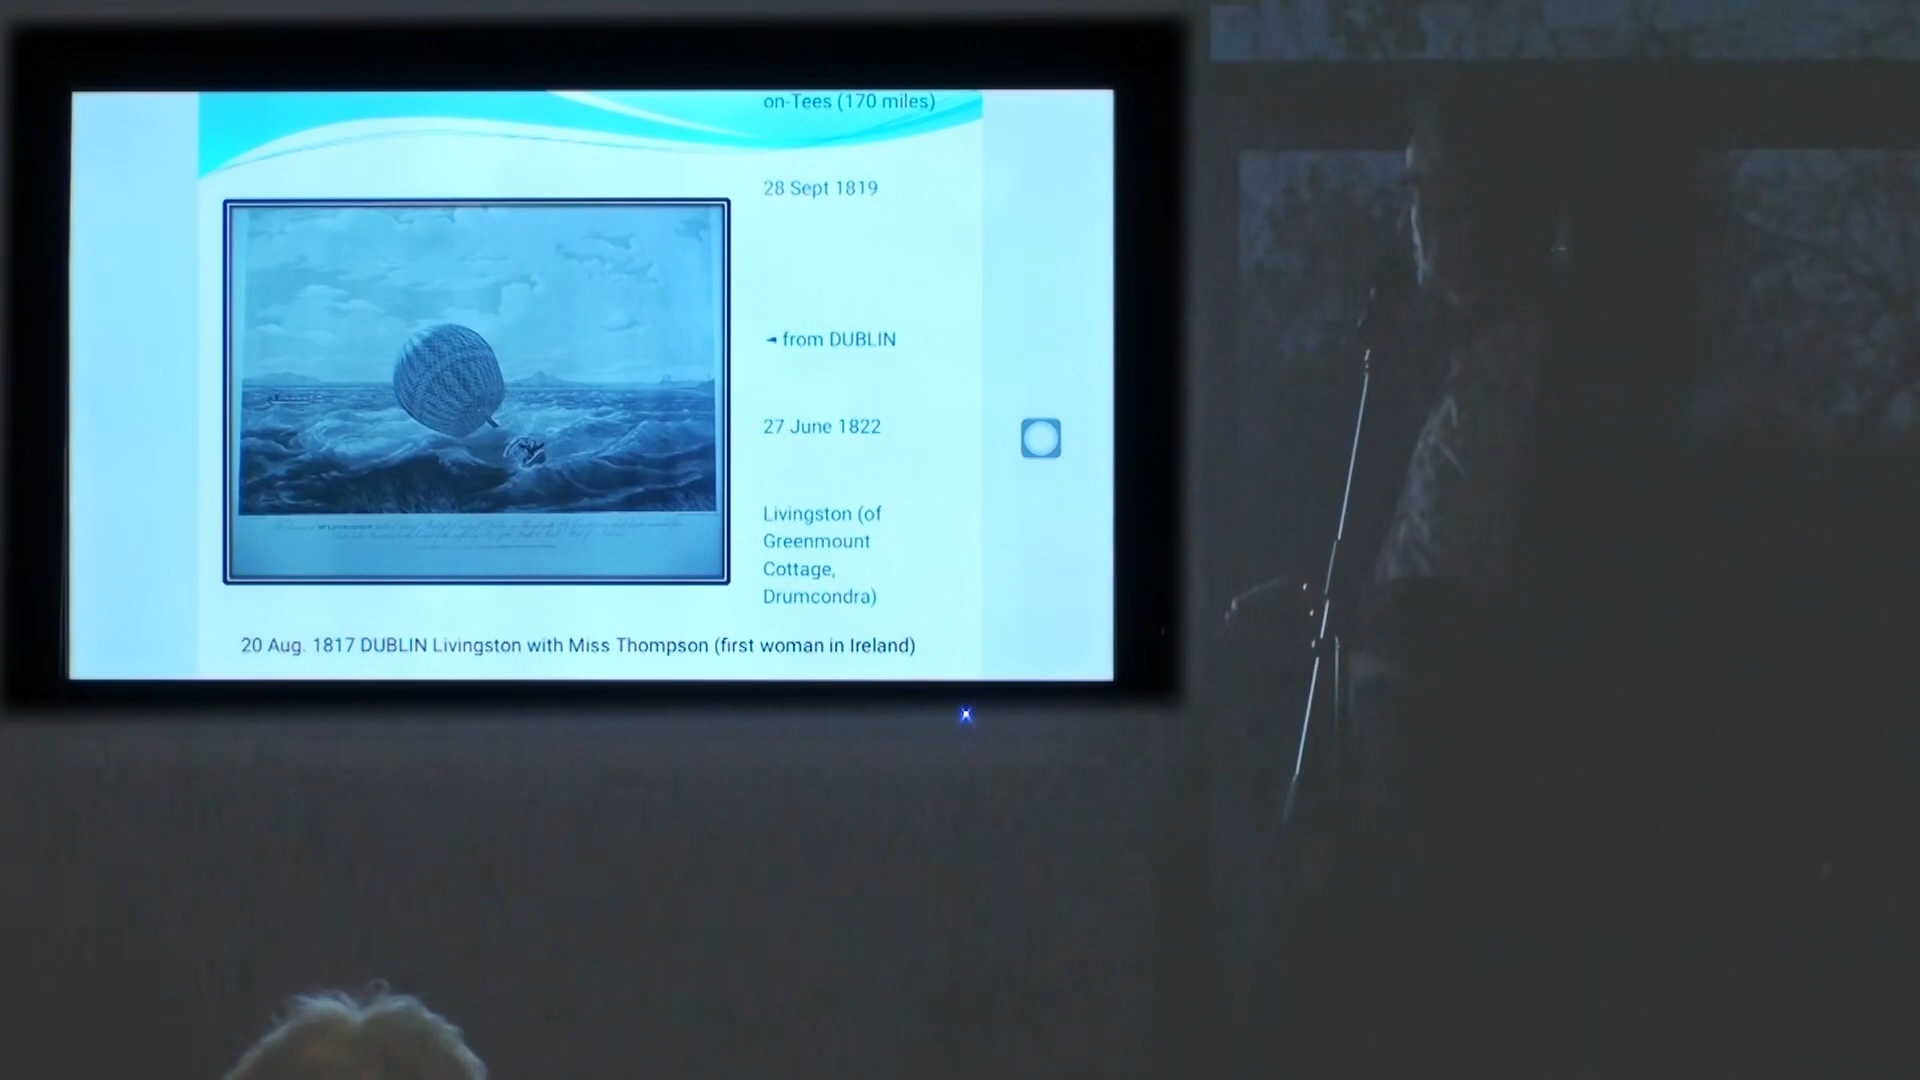 on-Tees (170 miles)
28 Sept 1819
◄ from DUBLIN
27 June 1822
Livingston (of
Greenmount
Cottage,
Drumcondra)
20 Aug. 1817 DUBLIN Livingston with Miss Thompson (first woman in Ireland)